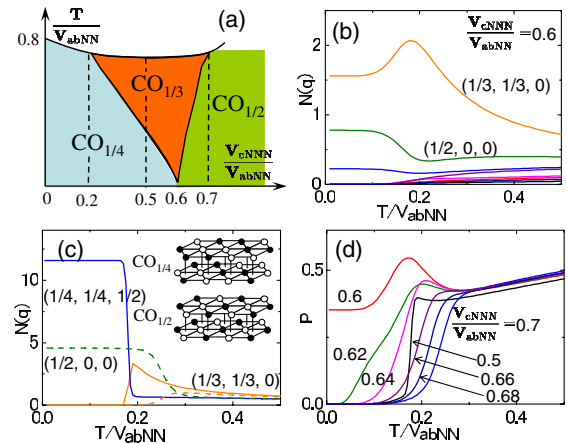 (a)
T
V_abNN
0.8
CO_1/3
CO_1/4
CO_1/2
V_cNNN
V_abNN
0 0.2 0.5 0.6 0.7
(b)
V_cNNN
V_abNN =0.6
N(q)
2
1
0
(1/3, 1/3, 0)
(1/2, 0, 0)
0.0 0.2 0.4
T/V_abNN
(c)
N(q)
10
5
0
CO_1/4
(1/4, 1/4, 1/2)
CO_1/2
(1/2, 0, 0)
(1/3, 1/3, 0)
0.0 0.2 0.4
T/V_abNN
(d)
P
0.5
0.0
0.6
V_cNNN
V_abNN =0.7
0.62
0.5
0.64
0.66
0.68
0.0 0.2 0.4
T/V_abNN